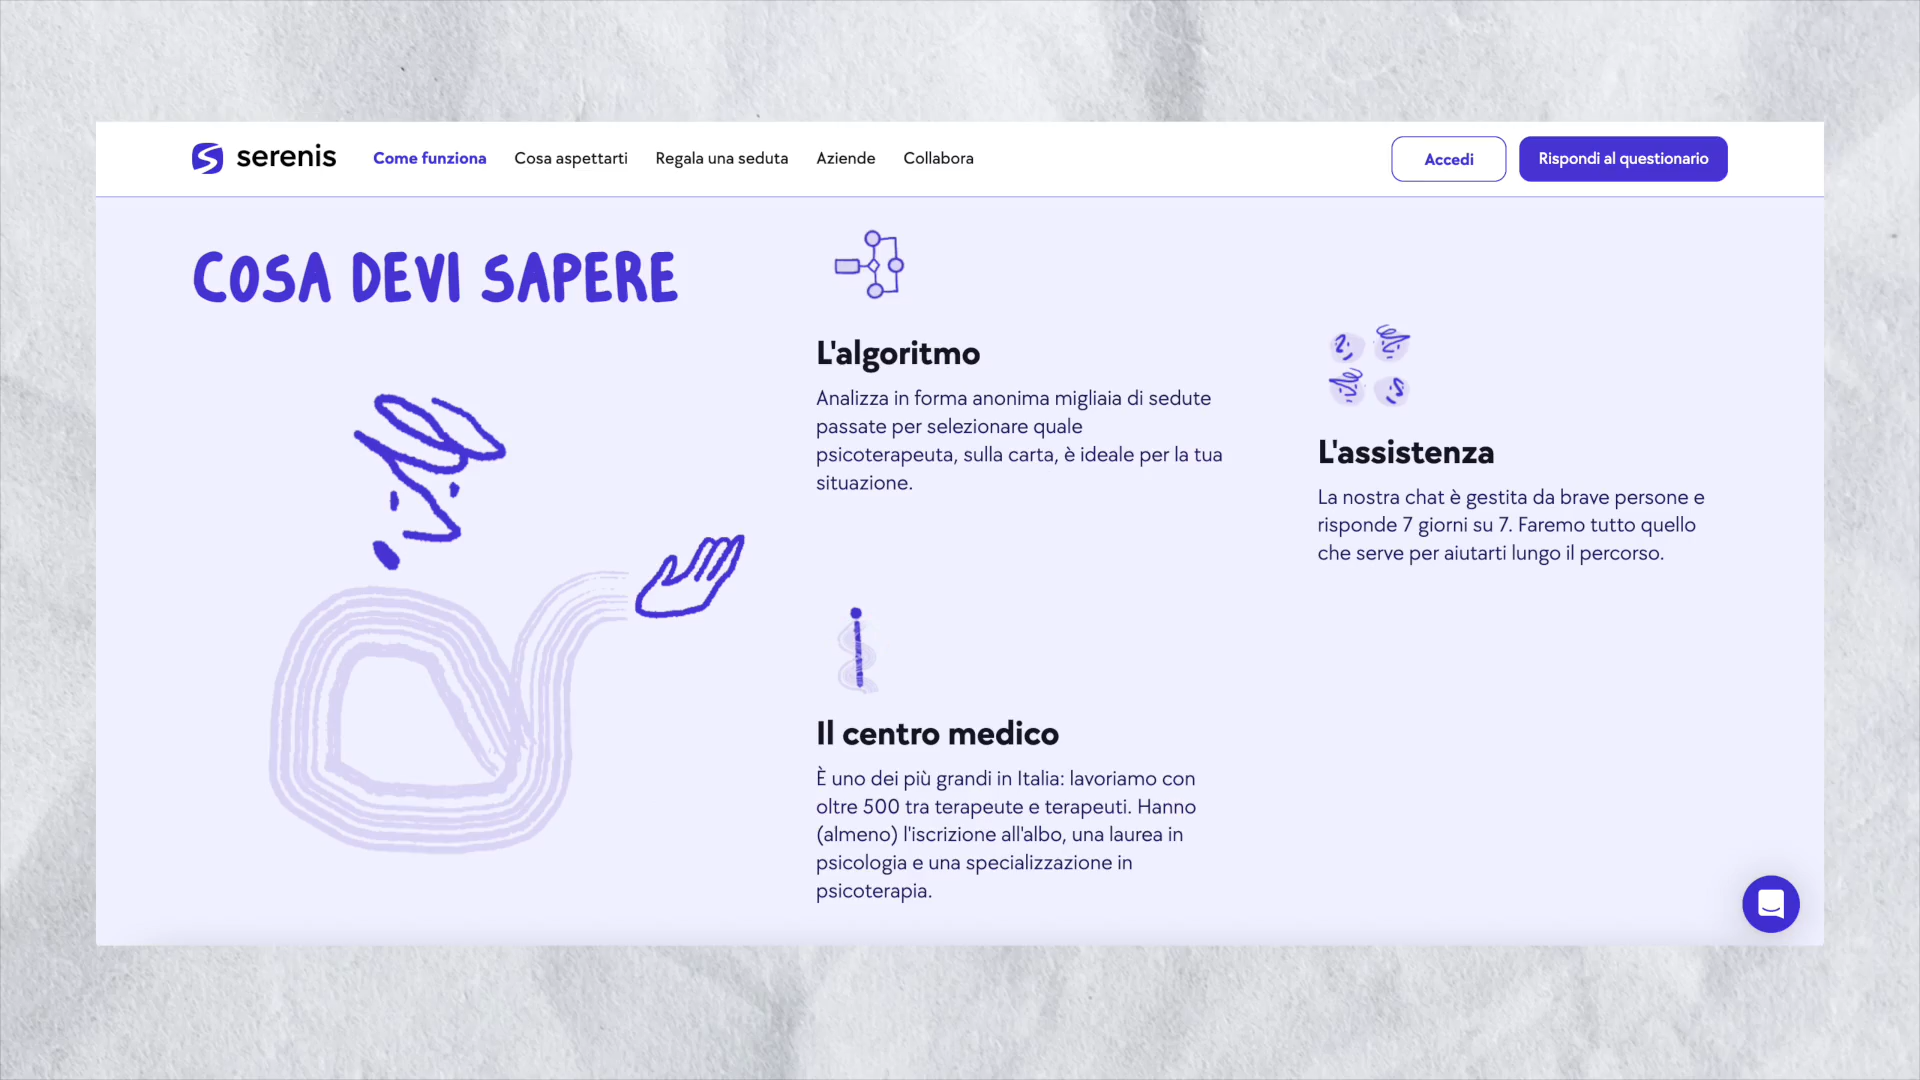 serenis
Come funziona
Cosa aspettarti
Regala una seduta
Aziende
Collabora
Accedi
Rispondi al questionario
COSA DEVI SAPERE
L'algoritmo
Analizza in forma anonima migliaia di sedute
passate per selezionare quale
psicoterapeuta, sulla carta, è ideale per la tua
situazione.
L'assistenza
La nostra chat è gestita da brave persone e
risponde 7 giorni su 7. Faremo tutto quello
che serve per aiutarti lungo il percorso.
Il centro medico
È uno dei più grandi in Italia: lavoriamo con
oltre 500 tra terapeute e terapeuti. Hanno
(almeno) l'iscrizione all'albo, una laurea in
psicologia e una specializzazione in
psicoterapia.